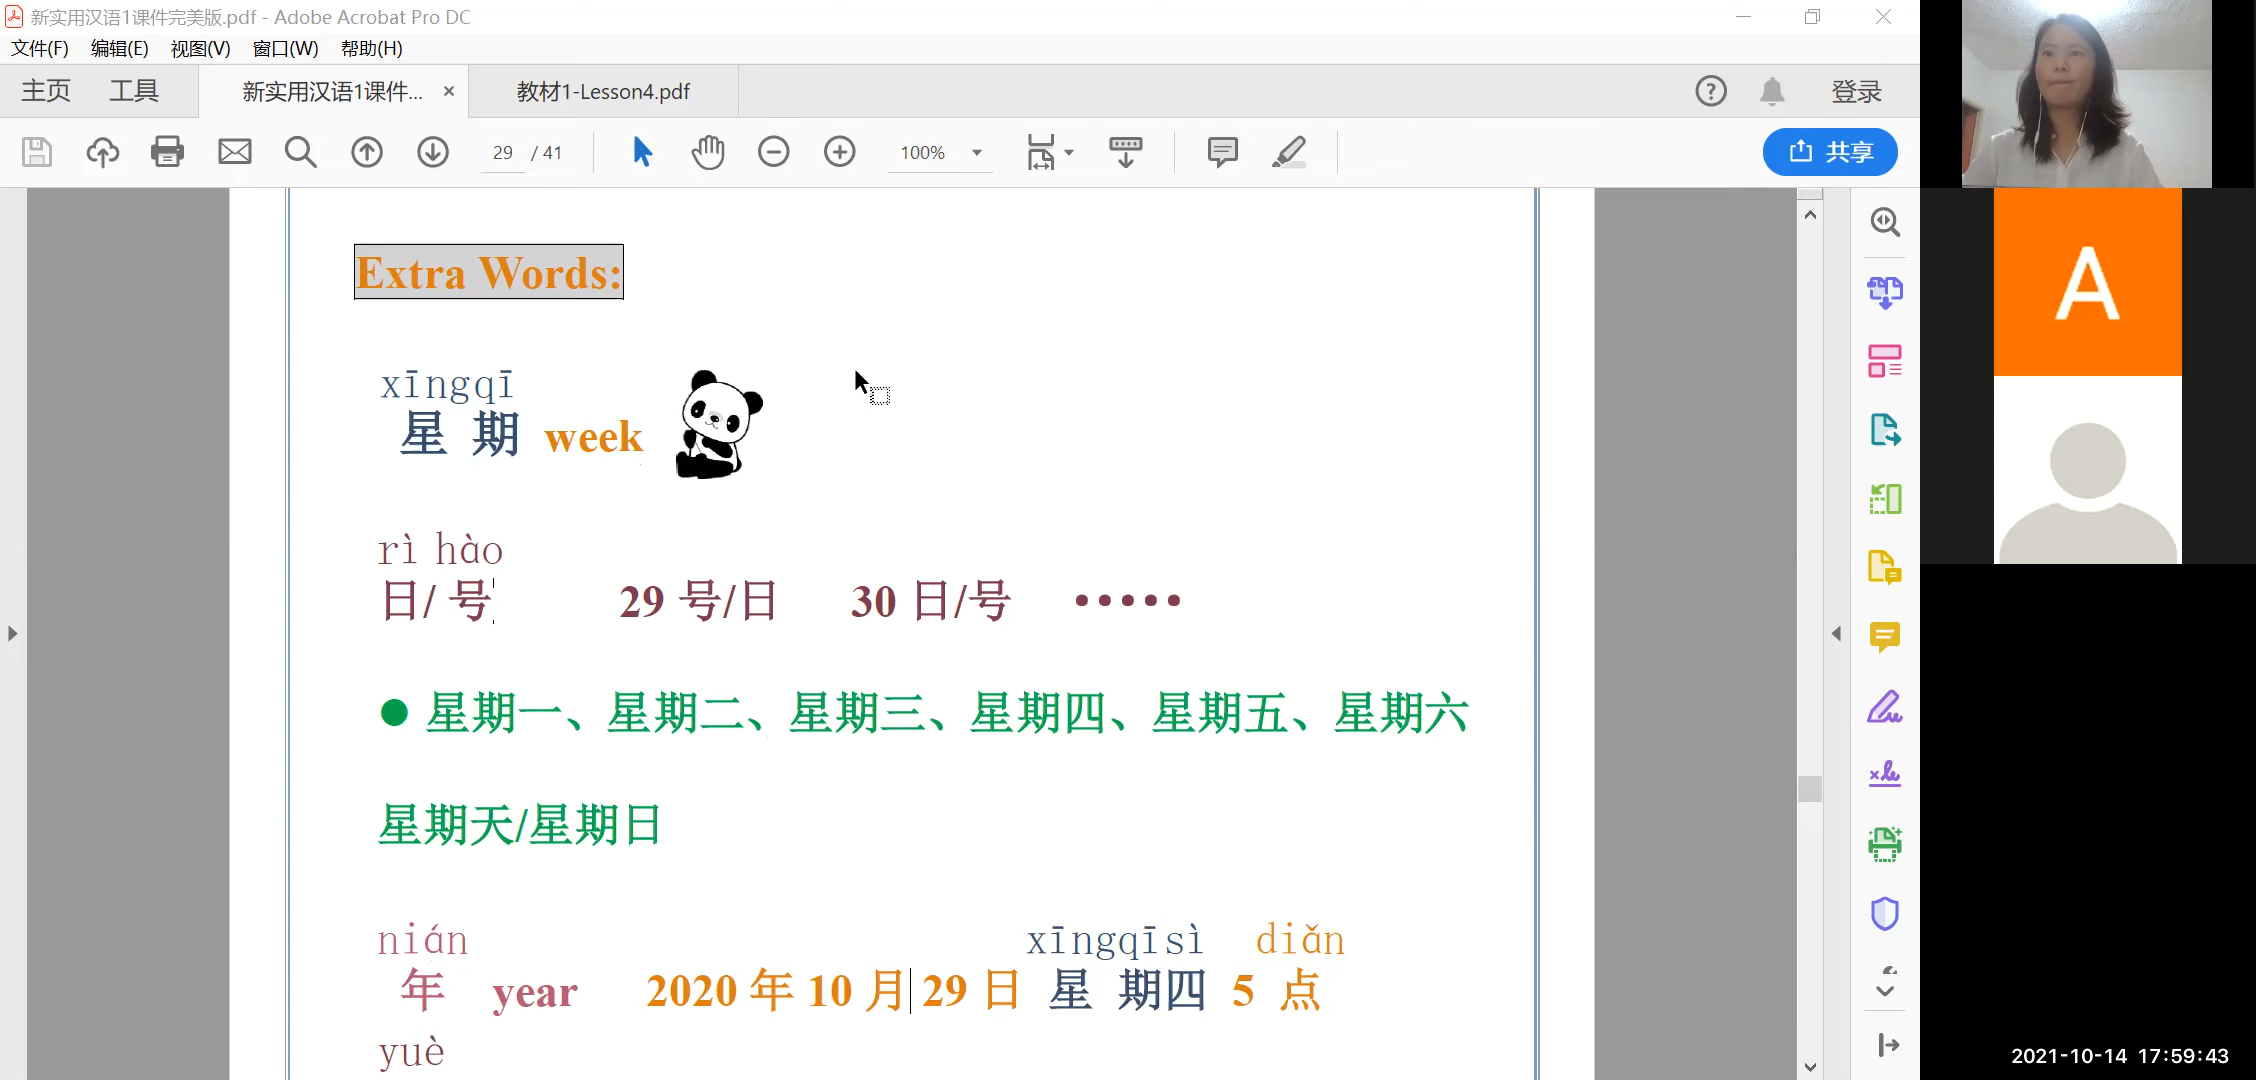 新实用汉语1课件完美版.pdf - Adobe Acrobat Pro DC
文件(F) 编辑(E) 视图(V) 窗口(W) 帮助(H)
主页 工具 新实用汉语1课件... × 教材1-Lesson4.pdf 登录
29 / 41 100% 共享
Extra Words:
xīngqī
星 期 week
rì hào
日/ 号 29 号/日 30 日/号 •••••
● 星期一、星期二、星期三、星期四、星期五、星期六
星期天/星期日
nián xīngqīsì diǎn
年 year 2020 年 10 月 29 日 星 期四 5 点
yuè
A
2021-10-14 17:59:43